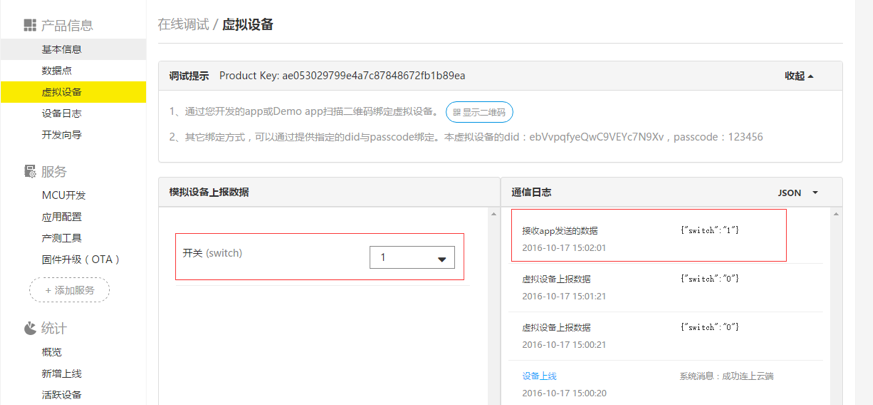 产品信息
基本信息
数据点
虚拟设备
设备日志
开发向导
服务
MCU开发
应用配置
产测工具
固件升级（OTA）
+ 添加服务
统计
概览
新增上线
活跃设备
在线调试 / 虚拟设备
调试提示 Product Key: ae053029799e4a7c87848672fb1b89ea 收起
1、通过您开发的app或Demo app扫描二维码绑定虚拟设备。 显示二维码
2、其它绑定方式，可以通过提供指定的did与passcode绑定。本虚拟设备的did：ebVvpqfyeQwC9VEYc7N9Xv，passcode：123456
模拟设备上报数据
开关 (switch) 1
通信日志 JSON
接收app发送的数据 {"switch":"1"}
2016-10-17 15:02:01
虚拟设备上报数据 {"switch":"0"}
2016-10-17 15:01:21
虚拟设备上报数据 {"switch":"0"}
2016-10-17 15:00:21
设备上线 系统消息：成功连上云端
2016-10-17 15:00:20